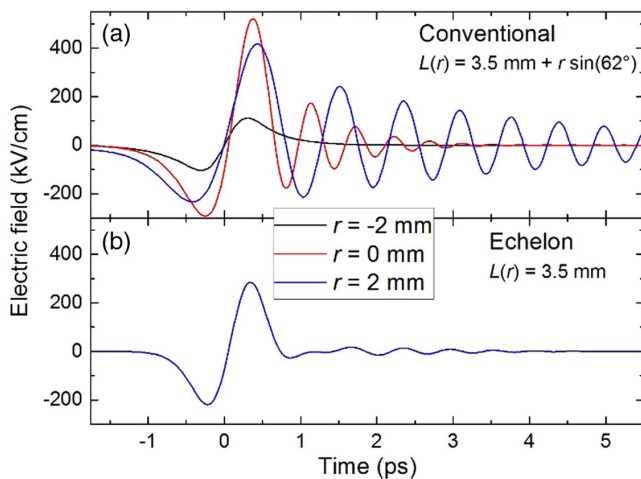 (a)
Conventional
L(r) = 3.5 mm + r sin(62°)
400
200
0
-200
r = -2 mm
r = 0 mm
r = 2 mm
(b)
Echelon
L(r) = 3.5 mm
400
200
0
-200
Electric field (kV/cm)
-1 0 1 2 3 4 5
Time (ps)